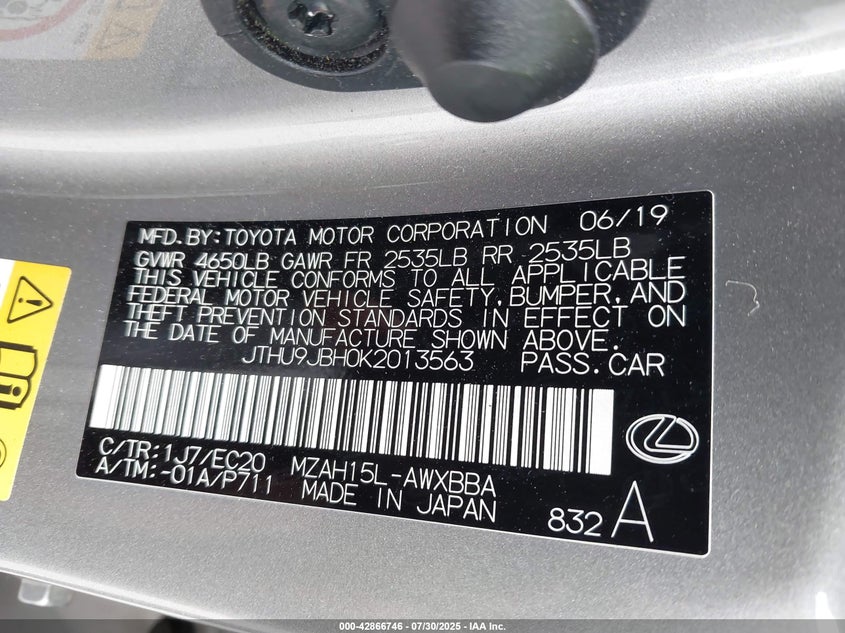 MFD.BY:TOYOTA MOTOR CORPORATION 06/19
GVWR 4650LB GAWR FR 2535LB RR 2535LB
THIS VEHICLE CONFORMS TO ALL APPLICABLE
FEDERAL MOTOR VEHICLE SAFETY,BUMPER,AND
THEFT PREVENTION STANDARDS IN EFFECT ON
THE DATE OF MANUFACTURE SHOWN ABOVE.
JTHU9JBH0K2013563 PASS.CAR
C/TR:1J7/EC20 MZAH15L-AWXBBA
A/TM:-01A/P711 MADE IN JAPAN
832 A
000-42866746 - 07/30/2025 - IAA Inc.